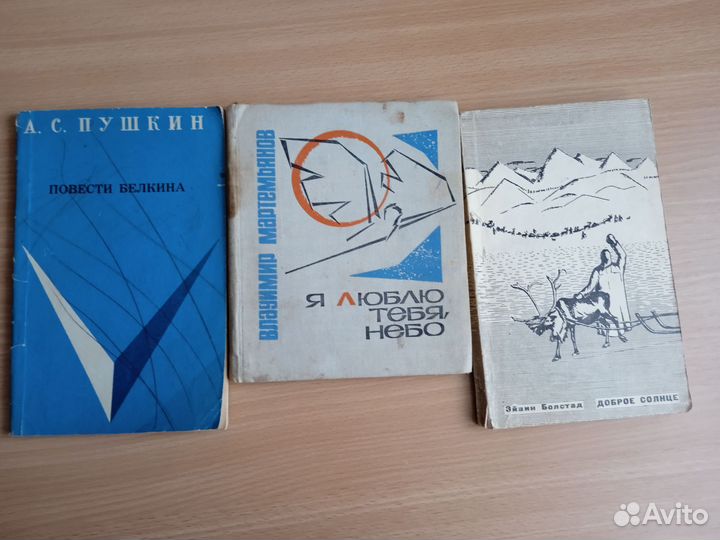 А. С. ПУШКИН
ПОВЕСТИ БЕЛКИНА
ВЛАДИМИР МАРТЕМЬЯНОВ
Я ЛЮБЛЮ
ТЕБЯ,
НЕБО
Эйвин Болстад ДОБРОЕ СОЛНЦЕ
Avito